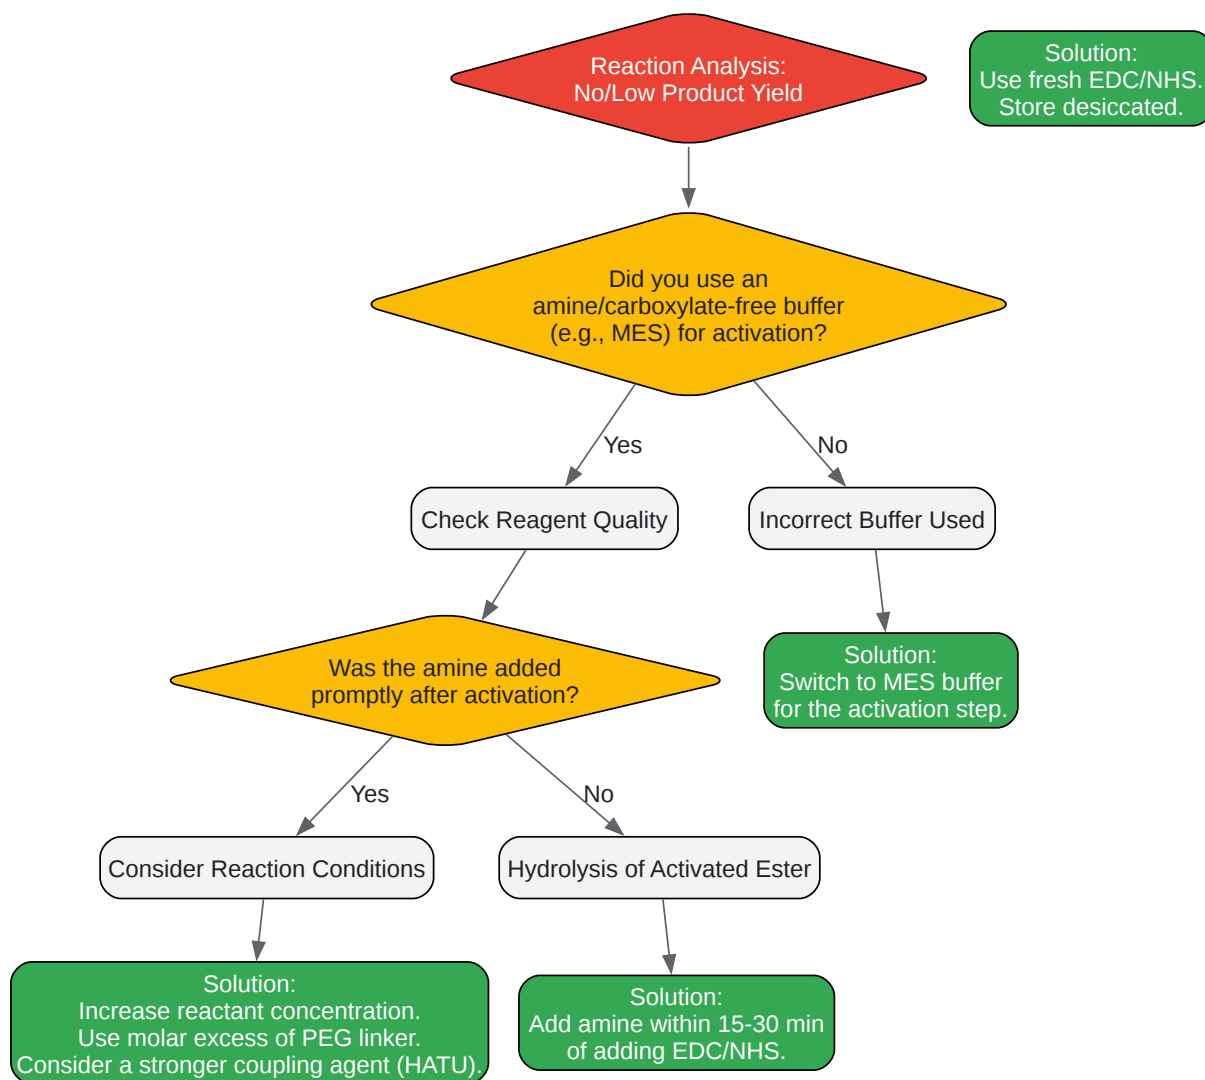 Reaction Analysis:
No/Low Product Yield
Solution:
Use fresh EDC/NHS.
Store desiccated.
Did you use an
amine/carboxylate-free buffer
(e.g., MES) for activation?
Yes
No
Check Reagent Quality
Incorrect Buffer Used
Was the amine added
promptly after activation?
Solution:
Switch to MES buffer
for the activation step.
Yes
No
Consider Reaction Conditions
Hydrolysis of Activated Ester
Solution:
Increase reactant concentration.
Use molar excess of PEG linker.
Consider a stronger coupling agent (HATU).
Solution:
Add amine within 15-30 min
of adding EDC/NHS.